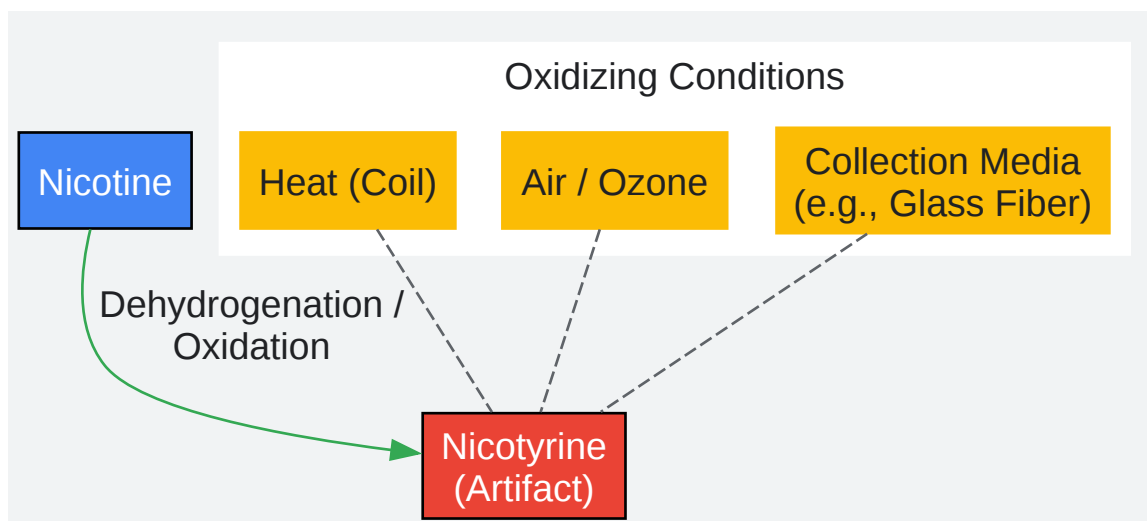 Oxidizing Conditions
Nicotine
Heat (Coil)
Air / Ozone
Collection Media
(e.g., Glass Fiber)
Dehydrogenation /
Oxidation
Nicotyrine
(Artifact)